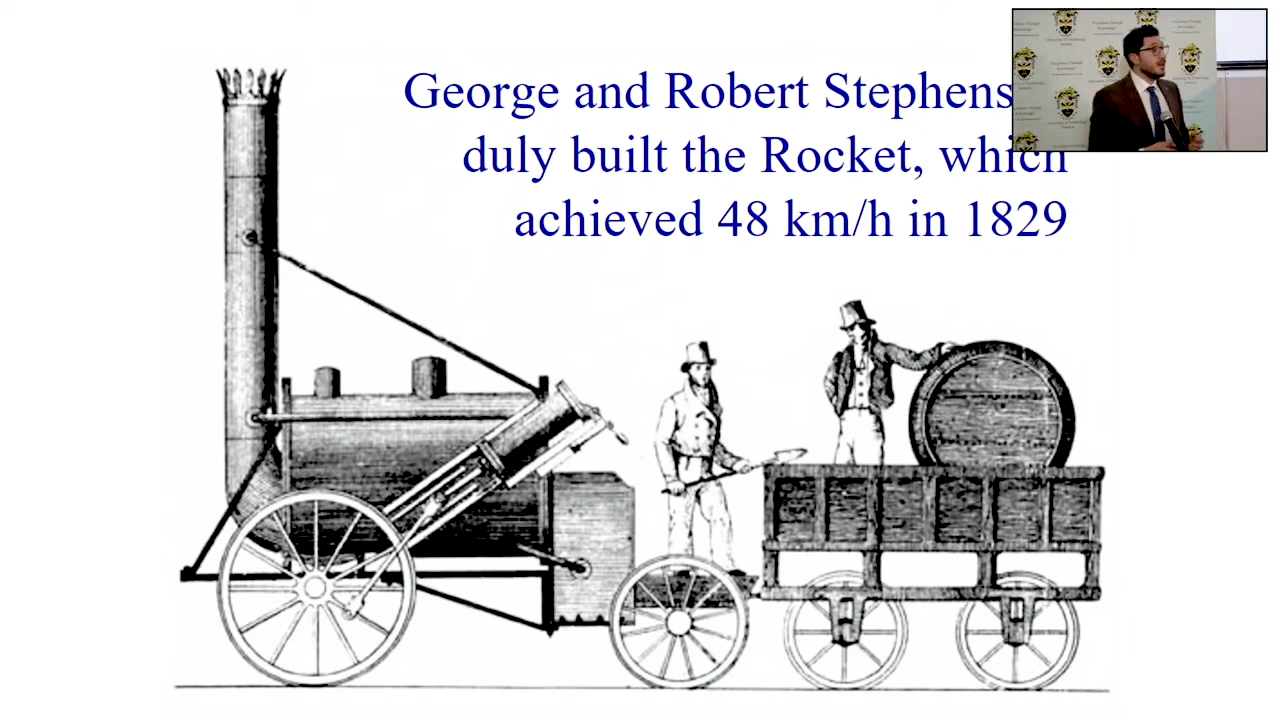 George and Robert Stephens
duly built the Rocket, which
achieved 48 km/h in 1829